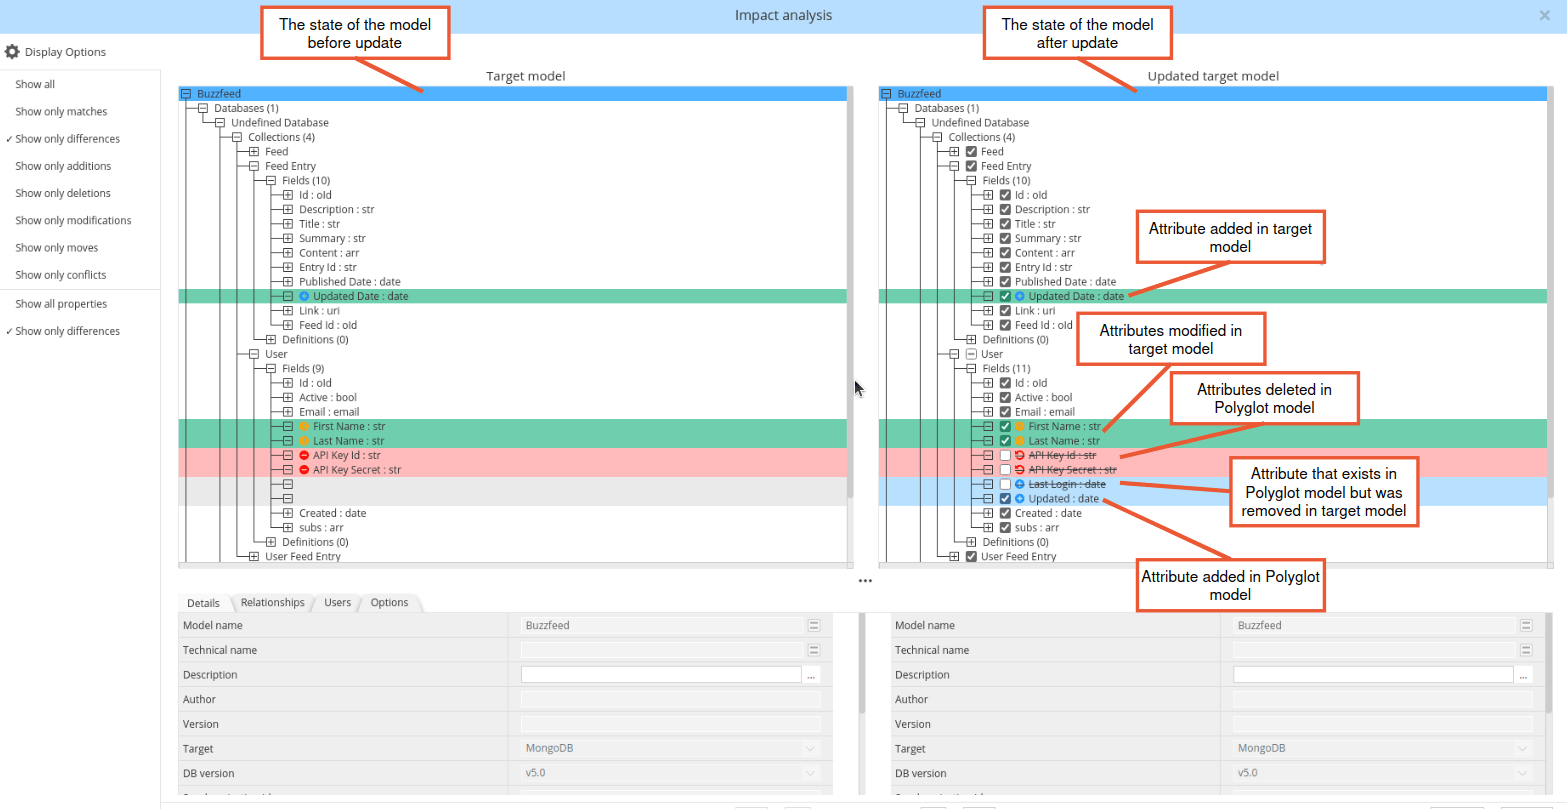 Impact analysis
The state of the model
before update
The state of the model
after update
Display Options
Show all
Show only matches
✓ Show only differences
Show only additions
Show only deletions
Show only modifications
Show only moves
Show only conflicts
Show all properties
✓ Show only differences
Target model
Buzzfeed
Databases (1)
Undefined Database
Collections (4)
Feed
Feed Entry
Fields (10)
Id : oId
Description : str
Title : str
Summary : str
Content : arr
Entry Id : str
Published Date : date
Updated Date : date
Link : uri
Feed Id : oId
Definitions (0)
User
Fields (9)
Id : oId
Active : bool
Email : email
First Name : str
Last Name : str
API Key Id : str
API Key Secret : str
Created : date
subs : arr
Definitions (0)
User Feed Entry
Updated target model
Buzzfeed
Databases (1)
Undefined Database
Collections (4)
Feed
Feed Entry
Fields (10)
Id : oId
Description : str
Title : str
Summary : str
Content : arr
Entry Id : str
Published Date : date
Updated Date : date
Link : uri
Feed Id : oId
Definitions (0)
User
Fields (11)
Id : oId
Active : bool
Email : email
First Name : str
Last Name : str
API Key Id : str
API Key Secret : str
Last Login : date
Updated : date
Created : date
subs : arr
Definitions (0)
User Feed Entry
Attribute added in target
model
Attributes modified in
target model
Attributes deleted in
Polyglot model
Attribute that exists in
Polyglot model but was
removed in target model
Attribute added in Polyglot
model
Details Relationships Users Options
Model name Buzzfeed
Technical name
Description ...
Author
Version
Target MongoDB
DB version v5.0
Model name Buzzfeed
Technical name
Description ...
Author
Version
Target MongoDB
DB version v5.0